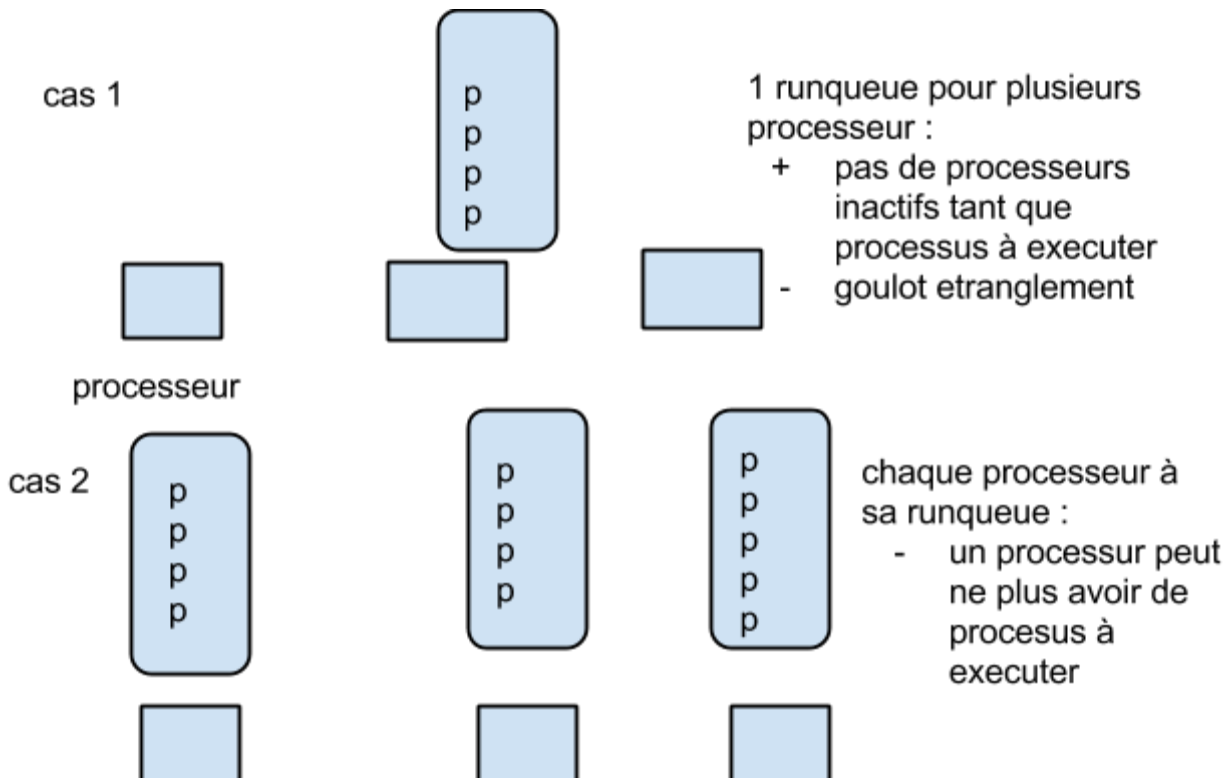 cas 1
p
p
p
p
1 runqueue pour plusieurs
processeur :
+ pas de processeurs
inactifs tant que
processus à executer
- goulot etranglement
processeur
cas 2
p
p
p
p
p
p
p
p
p
p
p
p
p
chaque processeur à
sa runqueue :
- un processur peut
ne plus avoir de
procesus à
executer